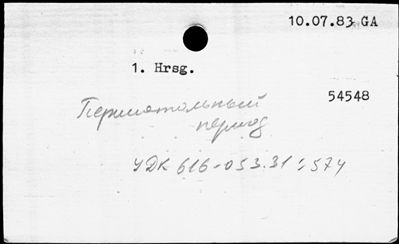 10.07.83 GA
1. Hrsg.
54548
Перинатальный
период
УДК 616-053.31:574